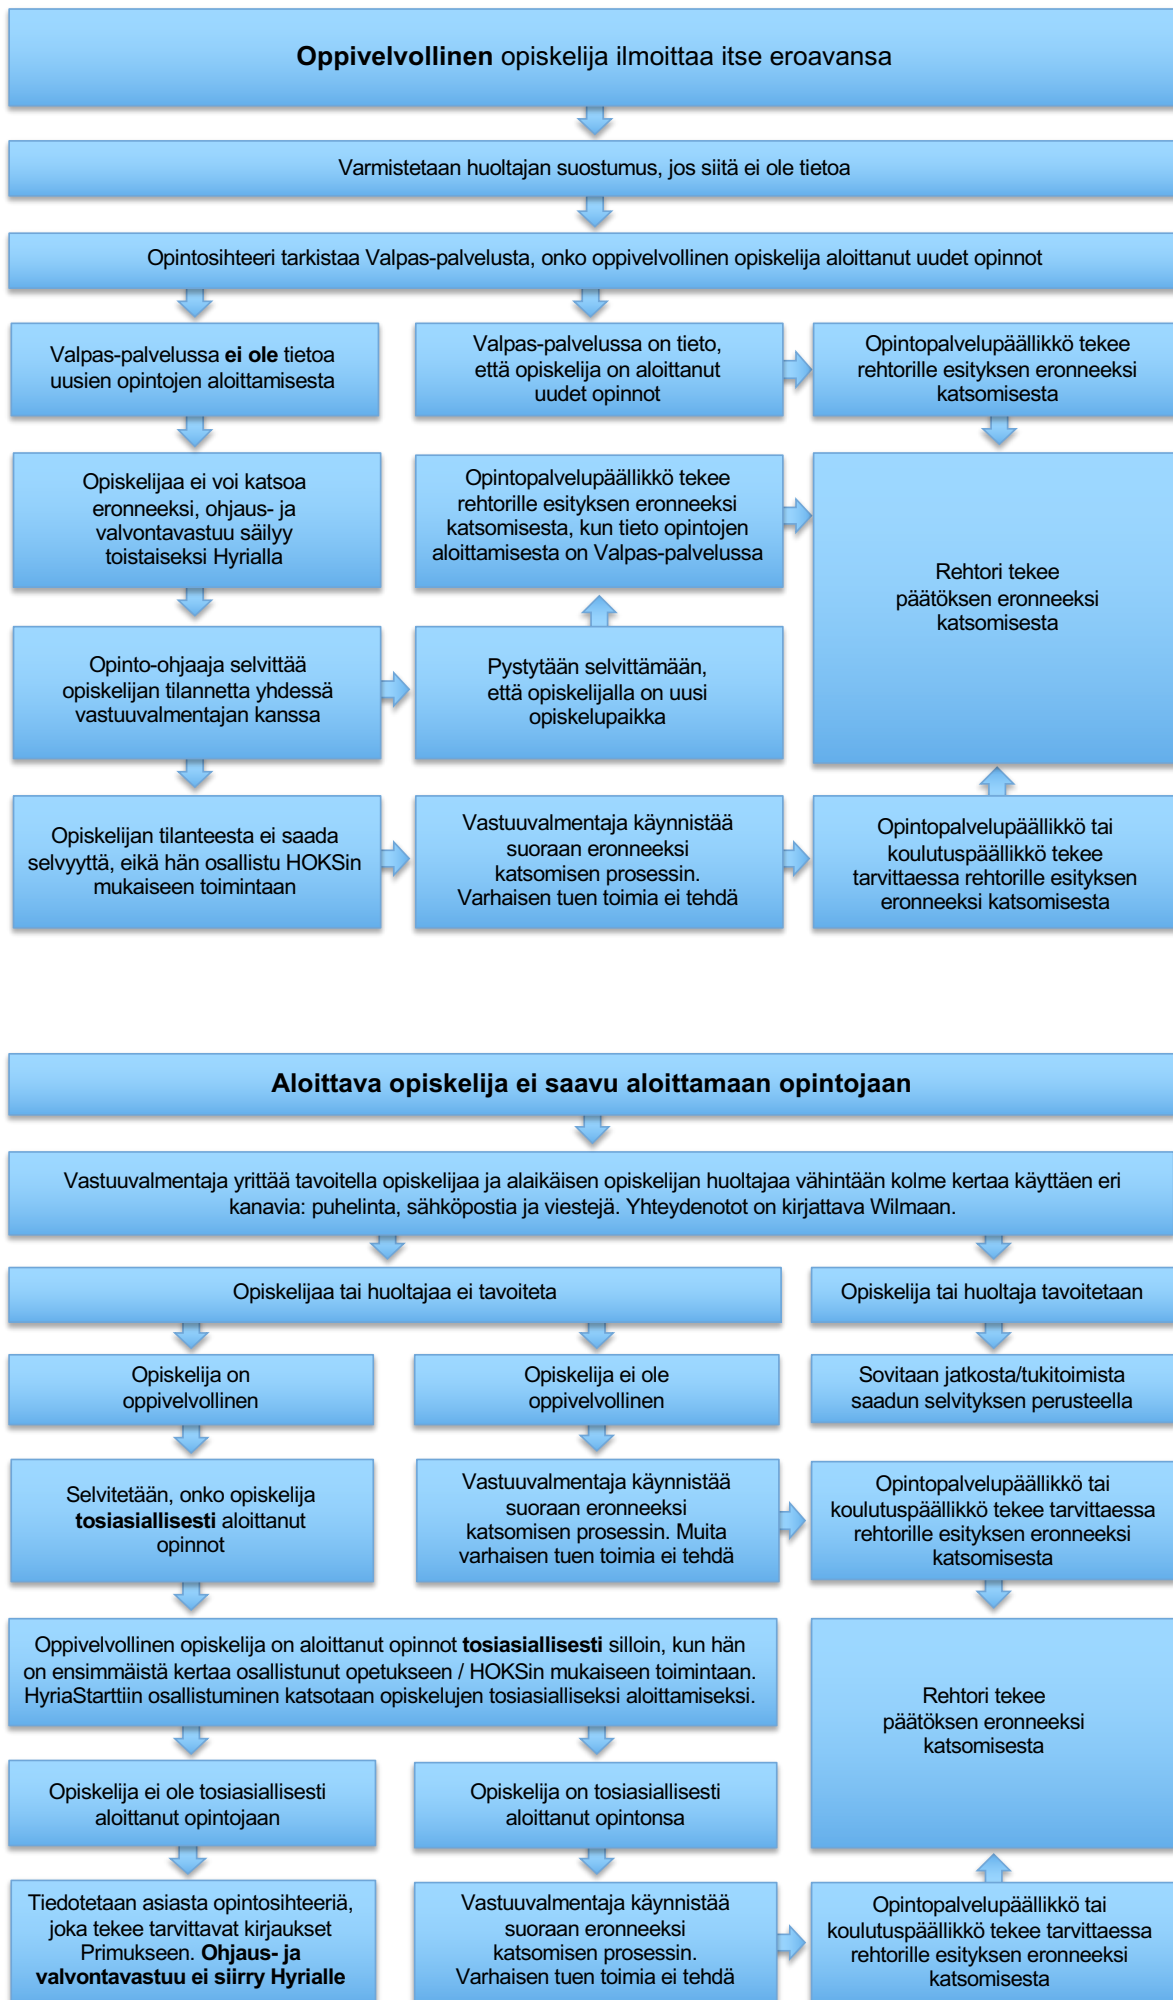 Oppivelvollinen opiskelija ilmoittaa itse eroavansa
Varmistetaan huoltajan suostumus, jos siitä ei ole tietoa
Opintosihteeri tarkistaa Valpas-palvelusta, onko oppivelvollinen opiskelija aloittanut uudet opinnot
Valpas-palvelussa ei ole tietoa
uusien opintojen aloittamisesta
Valpas-palvelussa on tieto,
että opiskelija on aloittanut
uudet opinnot
Opintopalvelupäällikkö tekee
rehtorille esityksen eronneeksi
katsomisesta
Opiskelijaa ei voi katsoa
eronneeksi, ohjaus- ja
valvontavastuu säilyy
toistaiseksi Hyrialla
Opintopalvelupäällikkö tekee
rehtorille esityksen eronneeksi
katsomisesta, kun tieto opintojen
aloittamisesta on Valpas-palvelussa
Rehtori tekee
päätöksen eronneeksi
katsomisesta
Opinto-ohjaaja selvittää
opiskelijan tilannetta yhdessä
vastuuvalmentajan kanssa
Pystytään selvittämään,
että opiskelijalla on uusi
opiskelupaikka
Opiskelijan tilanteesta ei saada
selvyyttä, eikä hän osallistu HOKSin
mukaiseen toimintaan
Vastuuvalmentaja käynnistää
suoraan eronneeksi
katsomisen prosessin.
Varhaisen tuen toimia ei tehdä
Opintopalvelupäällikkö tai
koulutuspäällikkö tekee
tarvittaessa rehtorille esityksen
eronneeksi katsomisesta
Aloittava opiskelija ei saavu aloittamaan opintojaan
Vastuuvalmentaja yrittää tavoitella opiskelijaa ja alaikäisen opiskelijan huoltajaa vähintään kolme kertaa käyttäen eri
kanavia: puhelinta, sähköpostia ja viestejä. Yhteydenotot on kirjattava Wilmaan.
Opiskelijaa tai huoltajaa ei tavoiteta
Opiskelija tai huoltaja tavoitetaan
Opiskelija on
oppivelvollinen
Opiskelija ei ole
oppivelvollinen
Sovitaan jatkosta/tukitoimista
saadun selvityksen perusteella
Selvitetään, onko opiskelija
tosiasiallisesti aloittanut
opinnot
Vastuuvalmentaja käynnistää
suoraan eronneeksi
katsomisen prosessin. Muita
varhaisen tuen toimia ei tehdä
Opintopalvelupäällikkö tai
koulutuspäällikkö tekee tarvittaessa
rehtorille esityksen eronneeksi
katsomisesta
Oppivelvollinen opiskelija on aloittanut opinnot tosiasiallisesti silloin, kun hän
on ensimmäistä kertaa osallistunut opetukseen / HOKSin mukaiseen toimintaan.
HyriaStarttiin osallistuminen katsotaan opiskelujen tosiasialliseksi aloittamiseksi.
Rehtori tekee
päätöksen eronneeksi
katsomisesta
Opiskelija ei ole tosiasiallisesti
aloittanut opintojaan
Opiskelija on tosiasiallisesti
aloittanut opintonsa
Tiedotetaan asiasta opintosihteeriä,
joka tekee tarvittavat kirjaukset
Primukseen. Ohjaus- ja
valvontavastuu ei siirry Hyrialle
Vastuuvalmentaja käynnistää
suoraan eronneeksi
katsomisen prosessin.
Varhaisen tuen toimia ei tehdä
Opintopalvelupäällikkö tai
koulutuspäällikkö tekee tarvittaessa
rehtorille esityksen eronneeksi
katsomisesta